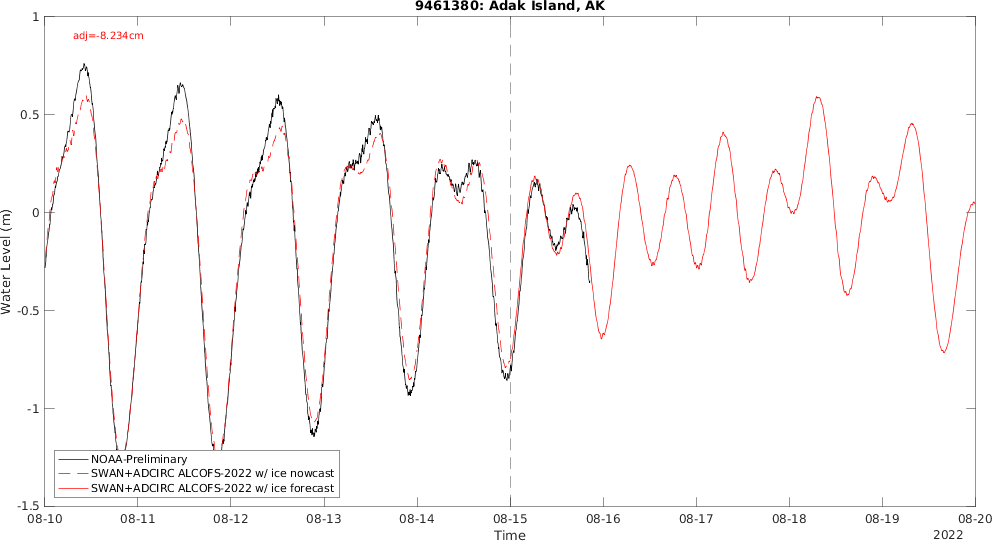 9461380: Adak Island, AK
adj=-8.234cm
Water Level (m)
1
0.5
0
-0.5
-1
-1.5
NOAA-Preliminary
SWAN+ADCIRC ALCOFS-2022 w/ ice nowcast
SWAN+ADCIRC ALCOFS-2022 w/ ice forecast
08-10 08-11 08-12 08-13 08-14 08-15 08-16 08-17 08-18 08-19 08-20
Time
2022